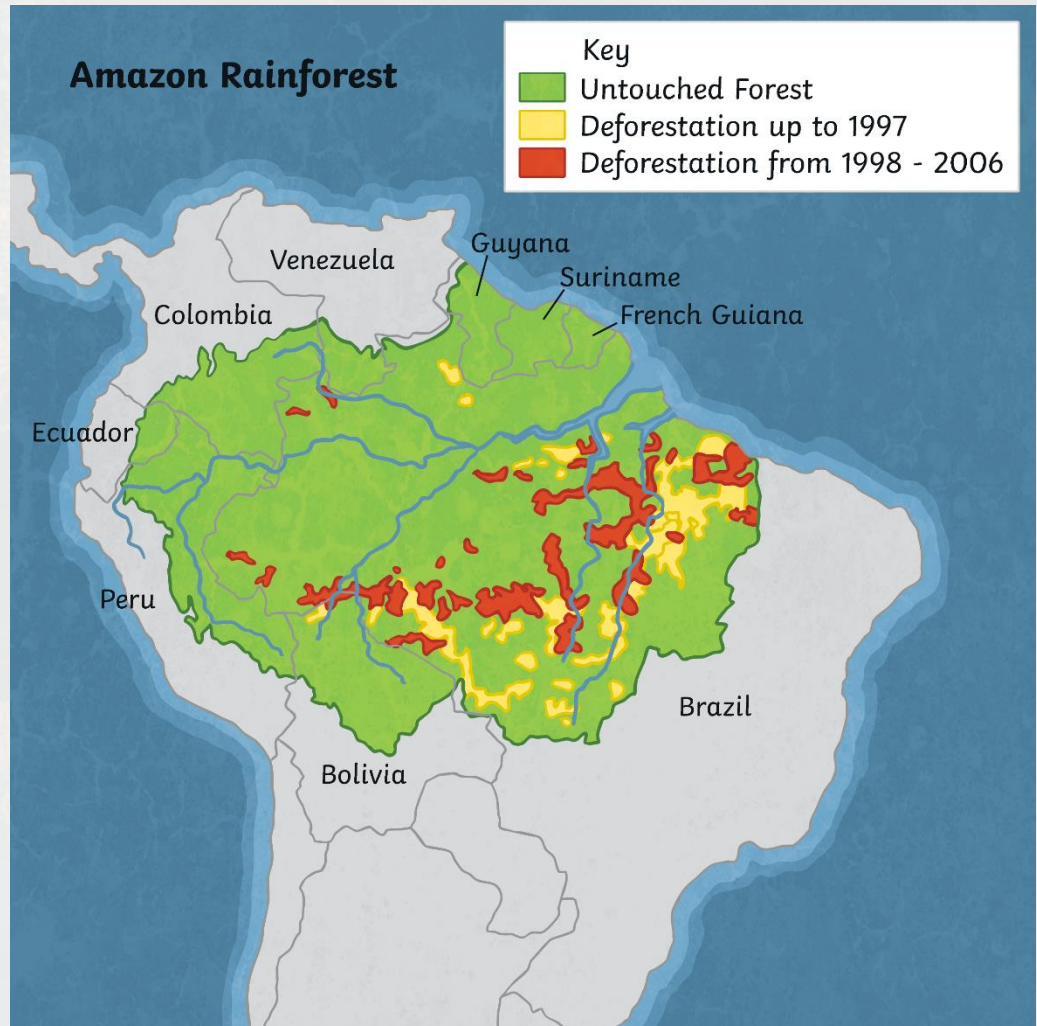 Amazon Rainforest
Key
Untouched Forest
Deforestation up to 1997
Deforestation from 1998 - 2006
Guyana
Venezuela
Suriname
Colombia
French Guiana
Ecuador
Peru
Brazil
Bolivia